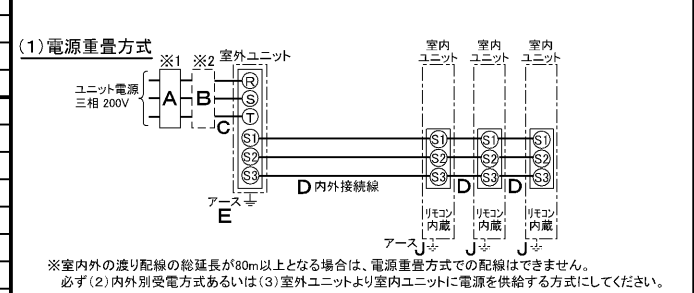 (1)電源重畳方式
※1 ※2 室外ユニット 室内ユニット 室内ユニット 室内ユニット
ユニット電源
三相 200V
A B
R
S
T
C
S1 S1 S1 S1
S2 S2 S2 S2
S3 S3 S3 S3
D 内外接続線 D D
アース
E
リモコン内蔵 リモコン内蔵 リモコン内蔵
アース J J J
※室内外の渡り配線の総延長が80m以上となる場合は、電源重畳方式での配線はできません。
必ず(2)内外別受電方式あるいは(3)室外ユニットより室内ユニットに電源を供給する方式にしてください。